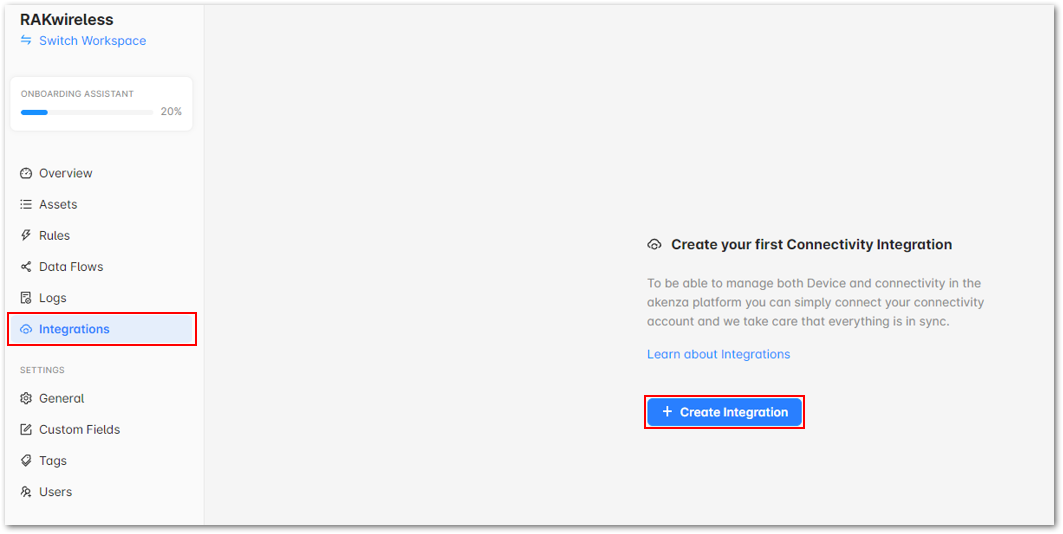 RAKwireless
Switch Workspace
ONBOARDING ASSISTANT
20%
Overview
Assets
Rules
Data Flows
Logs
Integrations
SETTINGS
General
Custom Fields
Tags
Users
Create your first Connectivity Integration
To be able to manage both Device and connectivity in the
akenza platform you can simply connect your connectivity
account and we take care that everything is in sync.
Learn about Integrations
+ Create Integration